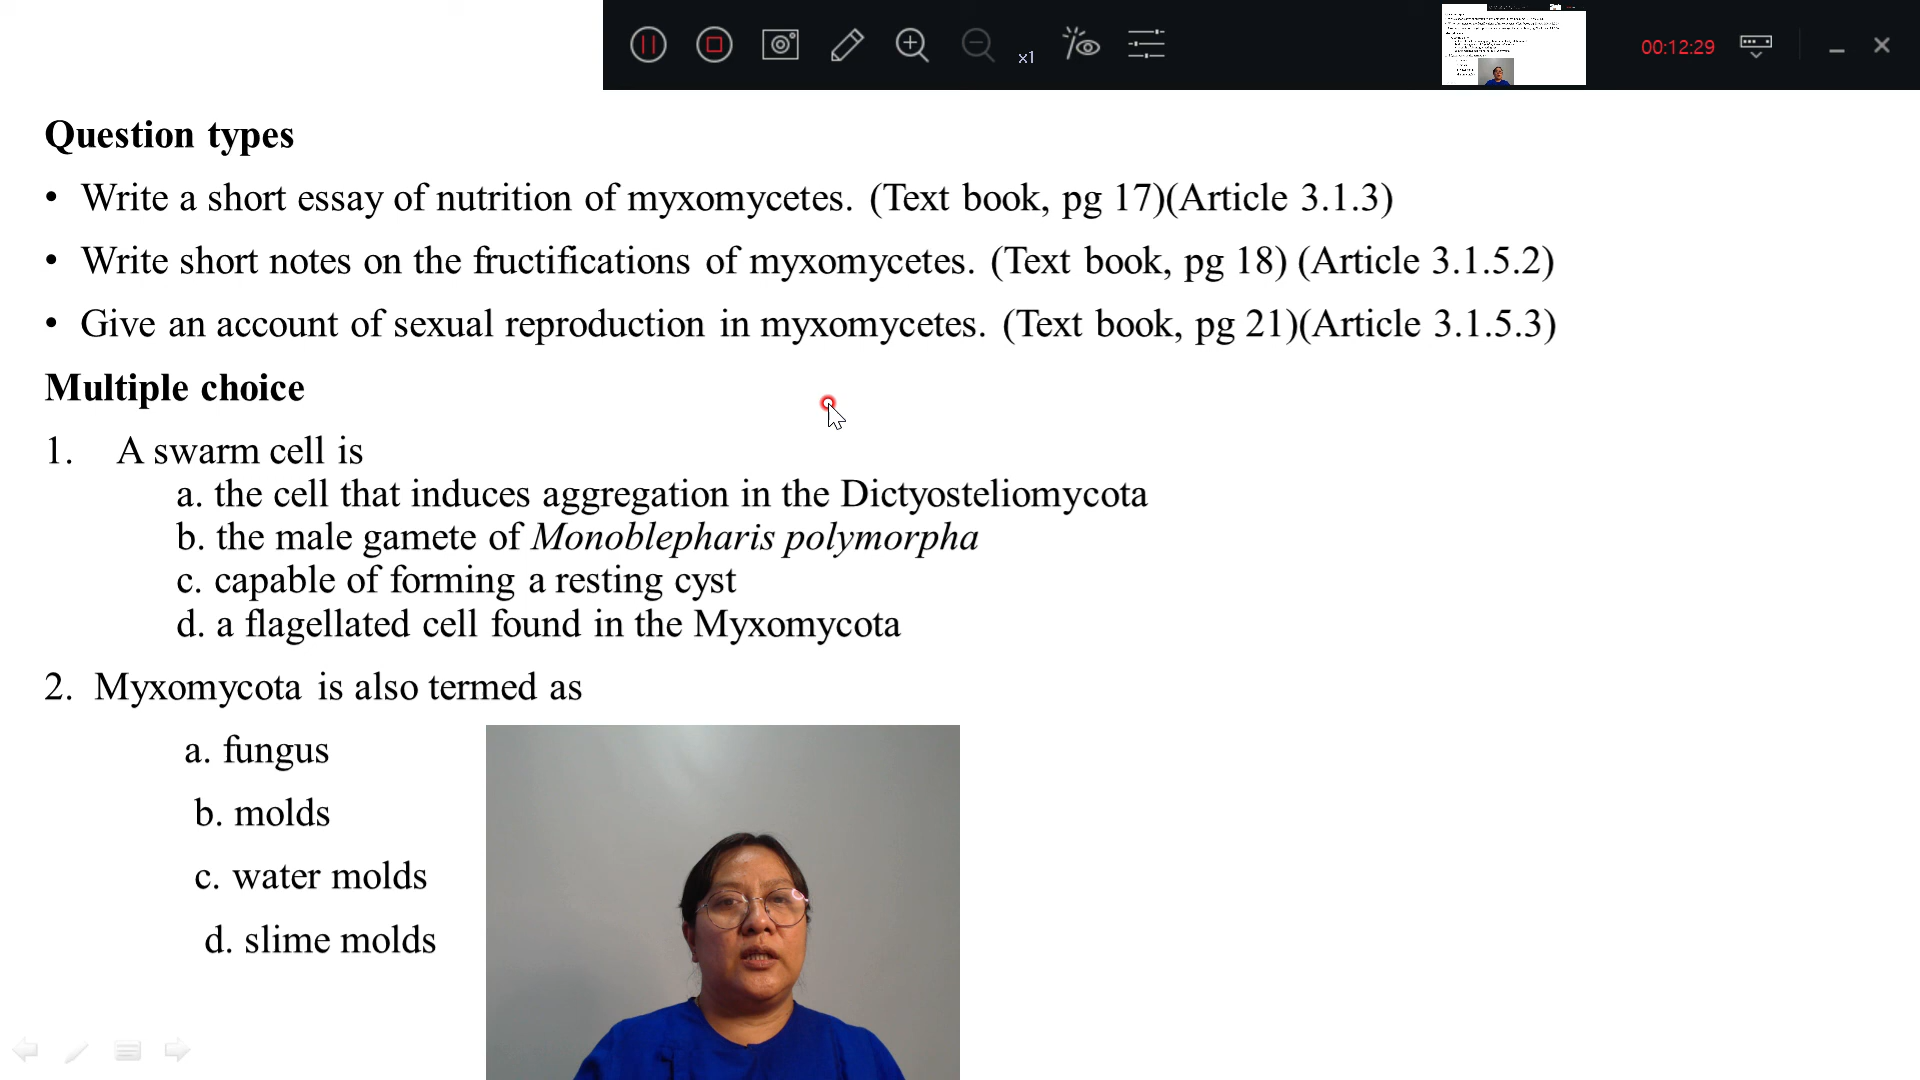 x1
00:12:29
Question types
• Write a short essay of nutrition of myxomycetes. (Text book, pg 17)(Article 3.1.3)
• Write short notes on the fructifications of myxomycetes. (Text book, pg 18) (Article 3.1.5.2)
• Give an account of sexual reproduction in myxomycetes. (Text book, pg 21)(Article 3.1.5.3)
Multiple choice
1. A swarm cell is
a. the cell that induces aggregation in the Dictyosteliomycota
b. the male gamete of Monoblepharis polymorpha
c. capable of forming a resting cyst
d. a flagellated cell found in the Myxomycota
2. Myxomycota is also termed as
a. fungus
b. molds
c. water molds
d. slime molds